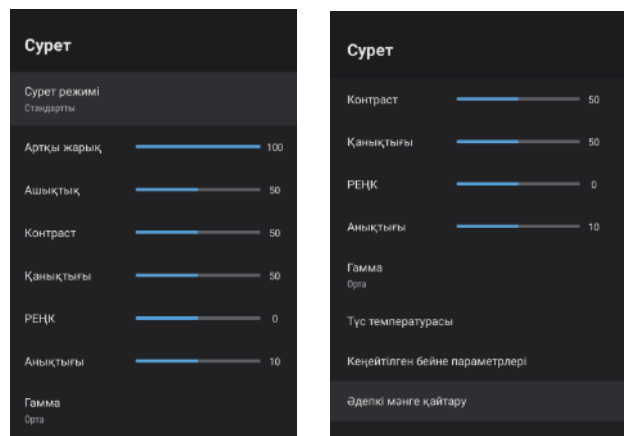 Сурет
Сурет режимі
Стандартты
Артқы жарық 100
Ашықтық 50
Контраст 50
Қанықтығы 50
РЕҢК 0
Анықтығы 10
Гамма
Орта
Сурет
Контраст 50
Қанықтығы 50
РЕҢК 0
Анықтығы 10
Гамма
Орта
Түс температурасы
Кеңейтілген бейне параметрлері
Әдепкі мәнге қайтару